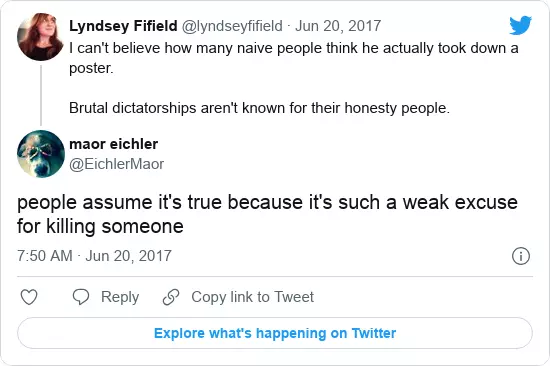 Lyndsey Fifield @lyndseyfifield · Jun 20, 2017
I can't believe how many naive people think he actually took down a
poster.
Brutal dictatorships aren't known for their honesty people.
maor eichler
@EichlerMaor
people assume it's true because it's such a weak excuse
for killing someone
7:50 AM · Jun 20, 2017
Reply
Copy link to Tweet
Explore what's happening on Twitter